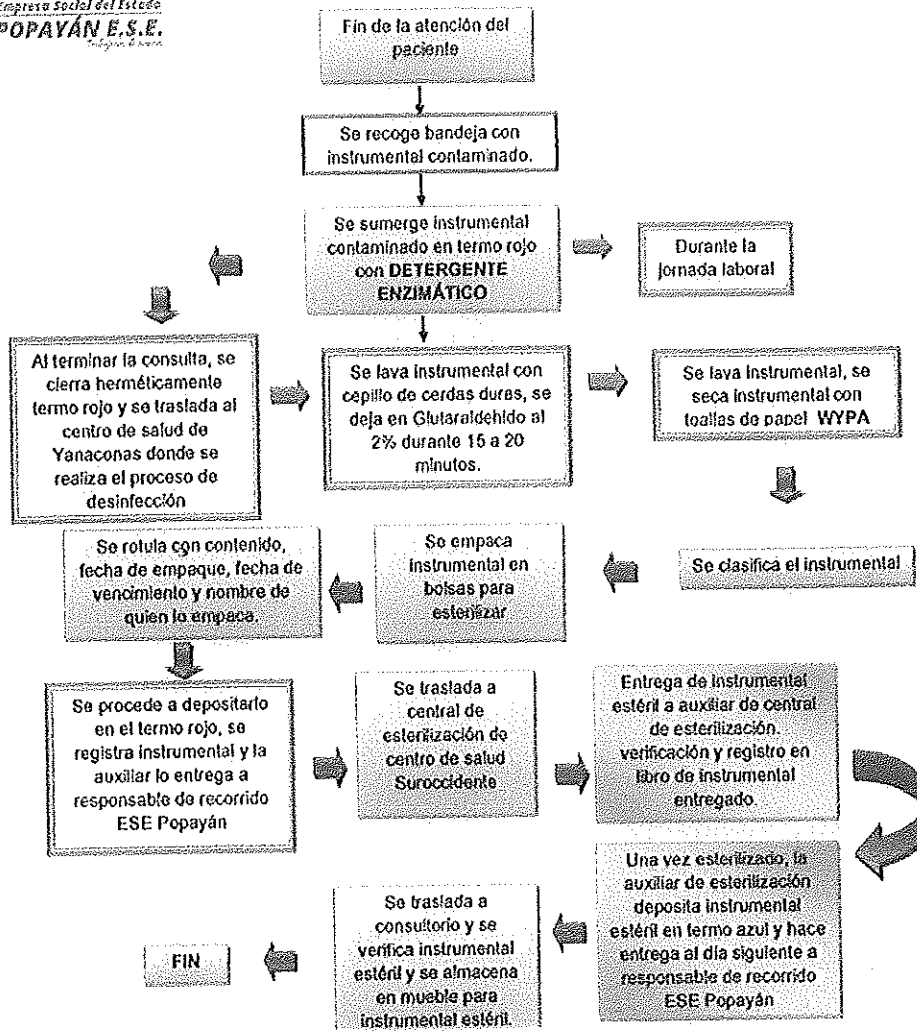 Empresa Social del Estado
POPAYÁN E.S.E.
Fin de la atención del
paciente
Se recoge bandeja con
instrumental contaminado.
Se sumerge instrumental
contaminado en termo rojo
con DETERGENTE
ENZIMÁTICO
Durante la
jornada laboral
Al terminar la consulta, se
cierra herméticamente
termo rojo y se traslada al
centro de salud de
Yanaconas donde se
realiza el proceso de
desinfección
Se lava instrumental con
cepillo de cerdas duras, se
deja en Glutaraldehido al
2% durante 15 a 20
minutos.
Se lava instrumental, se
seca instrumental con
toallas de papel WYPA
Se clasifica el instrumental
Se empaca
instrumental en
bolsas para
esterilizar
Se rotula con contenido,
fecha de empaque, fecha de
vencimiento y nombre de
quien lo empaca.
Se procede a depositarlo
en el termo rojo, se
registra instrumental y la
auxiliar lo entrega a
responsable de recorrido
ESE Popayán
Se traslada a
central de
esterilización de
centro de salud
Suroccidente
Entrega de instrumental
estéril a auxiliar de central
de esterilización.
verificación y registro en
libro de instrumental
entregado.
Una vez esterilizado, la
auxiliar de esterilización
deposita instrumental
estéril en termo azul y hace
entrega al día siguiente a
responsable de recorrido
ESE Popayán
Se traslada a
consultorio y se
verifica instrumental
estéril y se almacena
en mueble para
instrumental estéril.
FIN